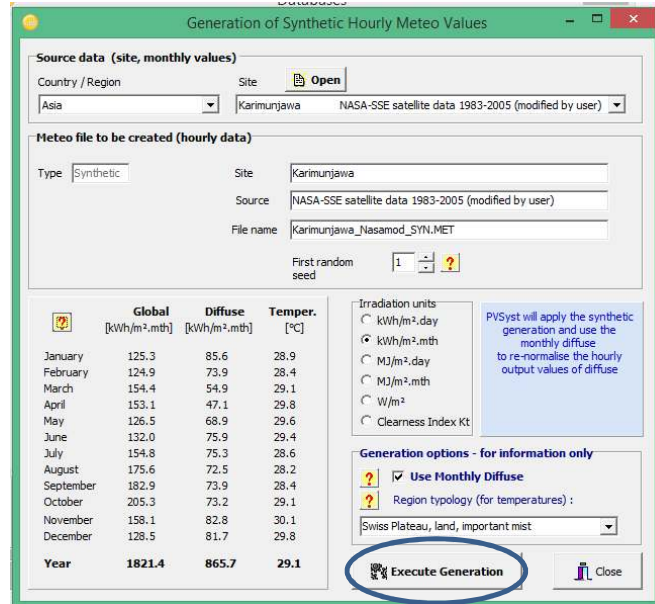 Databases
Generation of Synthetic Hourly Meteo Values
Source data (site, monthly values)
Country / Region
Site
Open
Asia
Karimunjawa NASA-SSE satellite data 1983-2005 (modified by user)
Meteo file to be created (hourly data)
Type Synthetic
Site Karimunjawa
Source NASA-SSE satellite data 1983-2005 (modified by user)
File name Karimunjawa_Nasamod_SYN.MET
First random
seed
1
?
?
Global Diffuse Temper.
[kWh/m².mth] [kWh/m².mth] [°C]
January 125.3 85.6 28.9
February 124.9 73.9 28.4
March 154.4 54.9 29.1
April 153.1 47.1 29.8
May 126.5 68.9 29.6
June 132.0 75.9 29.4
July 154.8 75.3 28.6
August 175.6 72.5 28.2
September 182.9 73.9 28.4
October 205.3 73.2 29.1
November 158.1 82.8 30.1
December 128.5 81.7 29.8
Year 1821.4 865.7 29.1
Irradiation units
kWh/m².day
kWh/m².mth
MJ/m².day
MJ/m².mth
W/m²
Clearness Index Kt
PVSyst will apply the synthetic
generation and use the
monthly diffuse
to re-normalise the hourly
output values of diffuse
Generation options - for information only
? Use Monthly Diffuse
? Region typology (for temperatures) :
Swiss Plateau, land, important mist
Execute Generation
Close